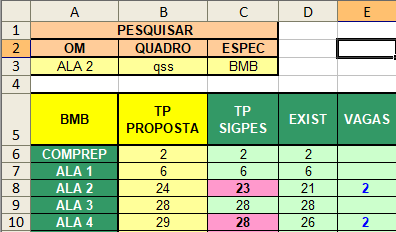 A B C D E
1 PESQUISAR
2 OM QUADRO ESPEC
3 ALA 2 qss BMB
4
5 BMB TP PROPOSTA TP SIGPES EXIST VAGAS
6 COMPREP 2 2 2
7 ALA 1 6 6 6
8 ALA 2 24 23 21 2
9 ALA 3 28 28 28
10 ALA 4 29 28 26 2